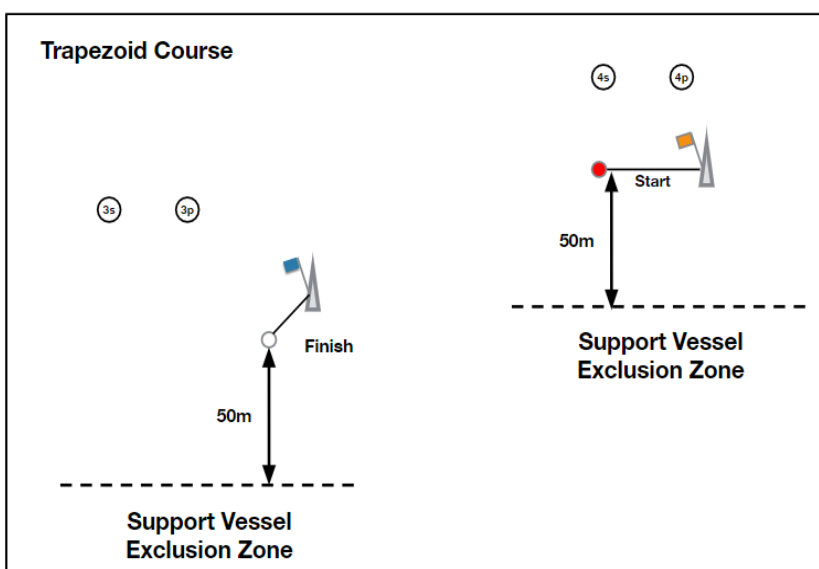 Trapezoid Course
4s
4p
Start
50m
Support Vessel
Exclusion Zone
3s
3p
Finish
50m
Support Vessel
Exclusion Zone